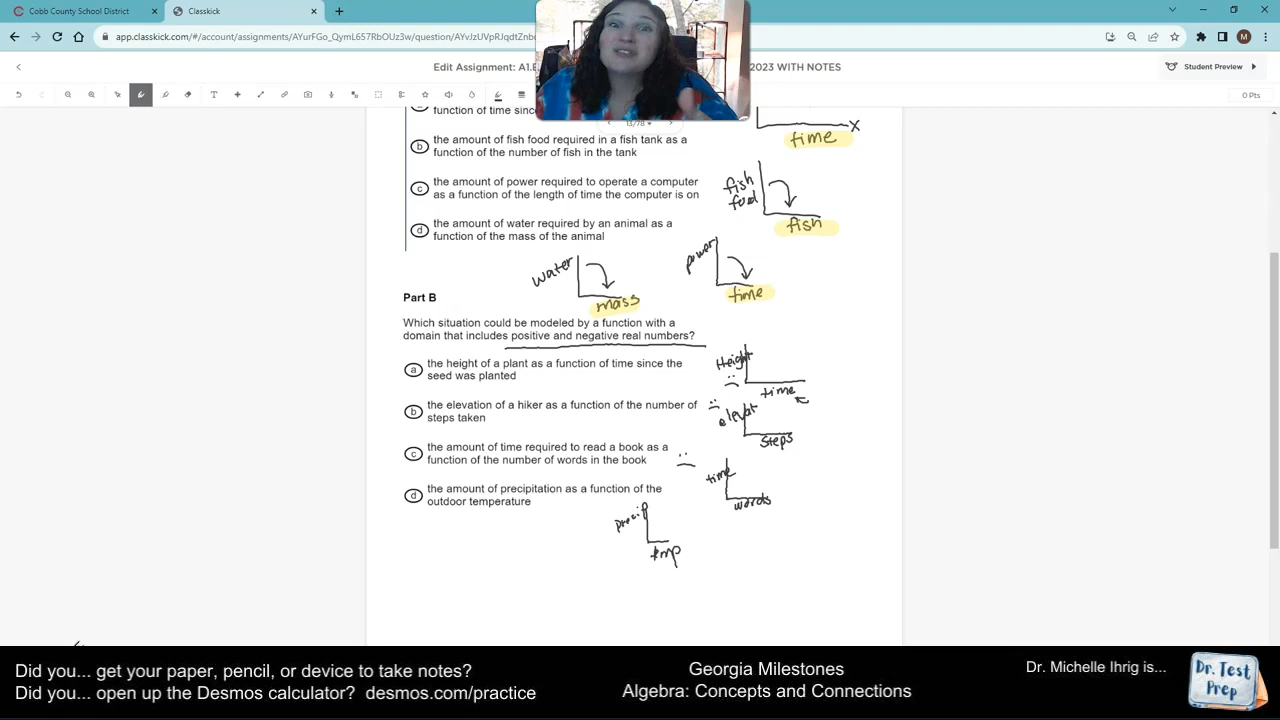 Cobb County School District
Classkick
app.classkick.com/#/account/assignments/AYurFGo_QymL657RbOUz3w/question/AYvJzUVpRJqdtZnb
Edit Assignment: A1.E
2023 WITH NOTES
Student Preview
0 Pts
13/78
function of time since
x
time
b the amount of fish food required in a fish tank as a
function of the number of fish in the tank
fish
food
fish
c the amount of power required to operate a computer
as a function of the length of time the computer is on
d the amount of water required by an animal as a
function of the mass of the animal
water
mass
power
time
Part B
Which situation could be modeled by a function with a
domain that includes positive and negative real numbers?
a the height of a plant as a function of time since the
seed was planted
Height
time
b the elevation of a hiker as a function of the number of
steps taken
elevat
steps
c the amount of time required to read a book as a
function of the number of words in the book
time
words
d the amount of precipitation as a function of the
outdoor temperature
precip
temp
Did you... get your paper, pencil, or device to take notes?
Did you... open up the Desmos calculator? desmos.com/practice
Georgia Milestones
Algebra: Concepts and Connections
Dr. Michelle Ihrig is...
Dr. Test
Prep